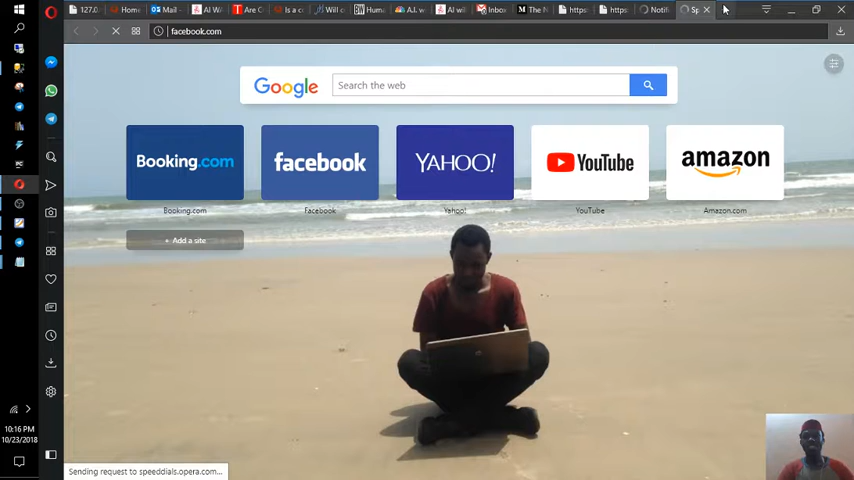 127.0
Home
Mail -
AI W
Are C
Is a c
Will c
Huma
A.I. w
AI wil
Inbox
The N
https
https
Notifi
Sp
facebook.com
Google
Search the web
Booking.com
facebook
YAHOO!
YouTube
amazon
Booking.com
Facebook
Yahoo!
YouTube
Amazon.com
+ Add a site
10:16 PM
10/23/2018
Sending request to speeddials.opera.com...